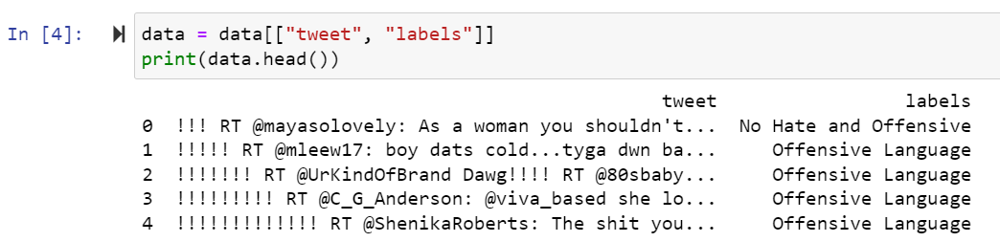 In [4]: data = data[["tweet", "labels"]]
print(data.head())
tweet labels
0 !!! RT @mayasolovely: As a woman you shouldn't... No Hate and Offensive
1 !!!!! RT @mleew17: boy dats cold...tyga dwn ba... Offensive Language
2 !!!!!!! RT @UrKindOfBrand Dawg!!!! RT @80sbaby... Offensive Language
3 !!!!!!!!! RT @C_G_Anderson: @viva_based she lo... Offensive Language
4 !!!!!!!!!!!!! RT @ShenikaRoberts: The shit you... Offensive Language